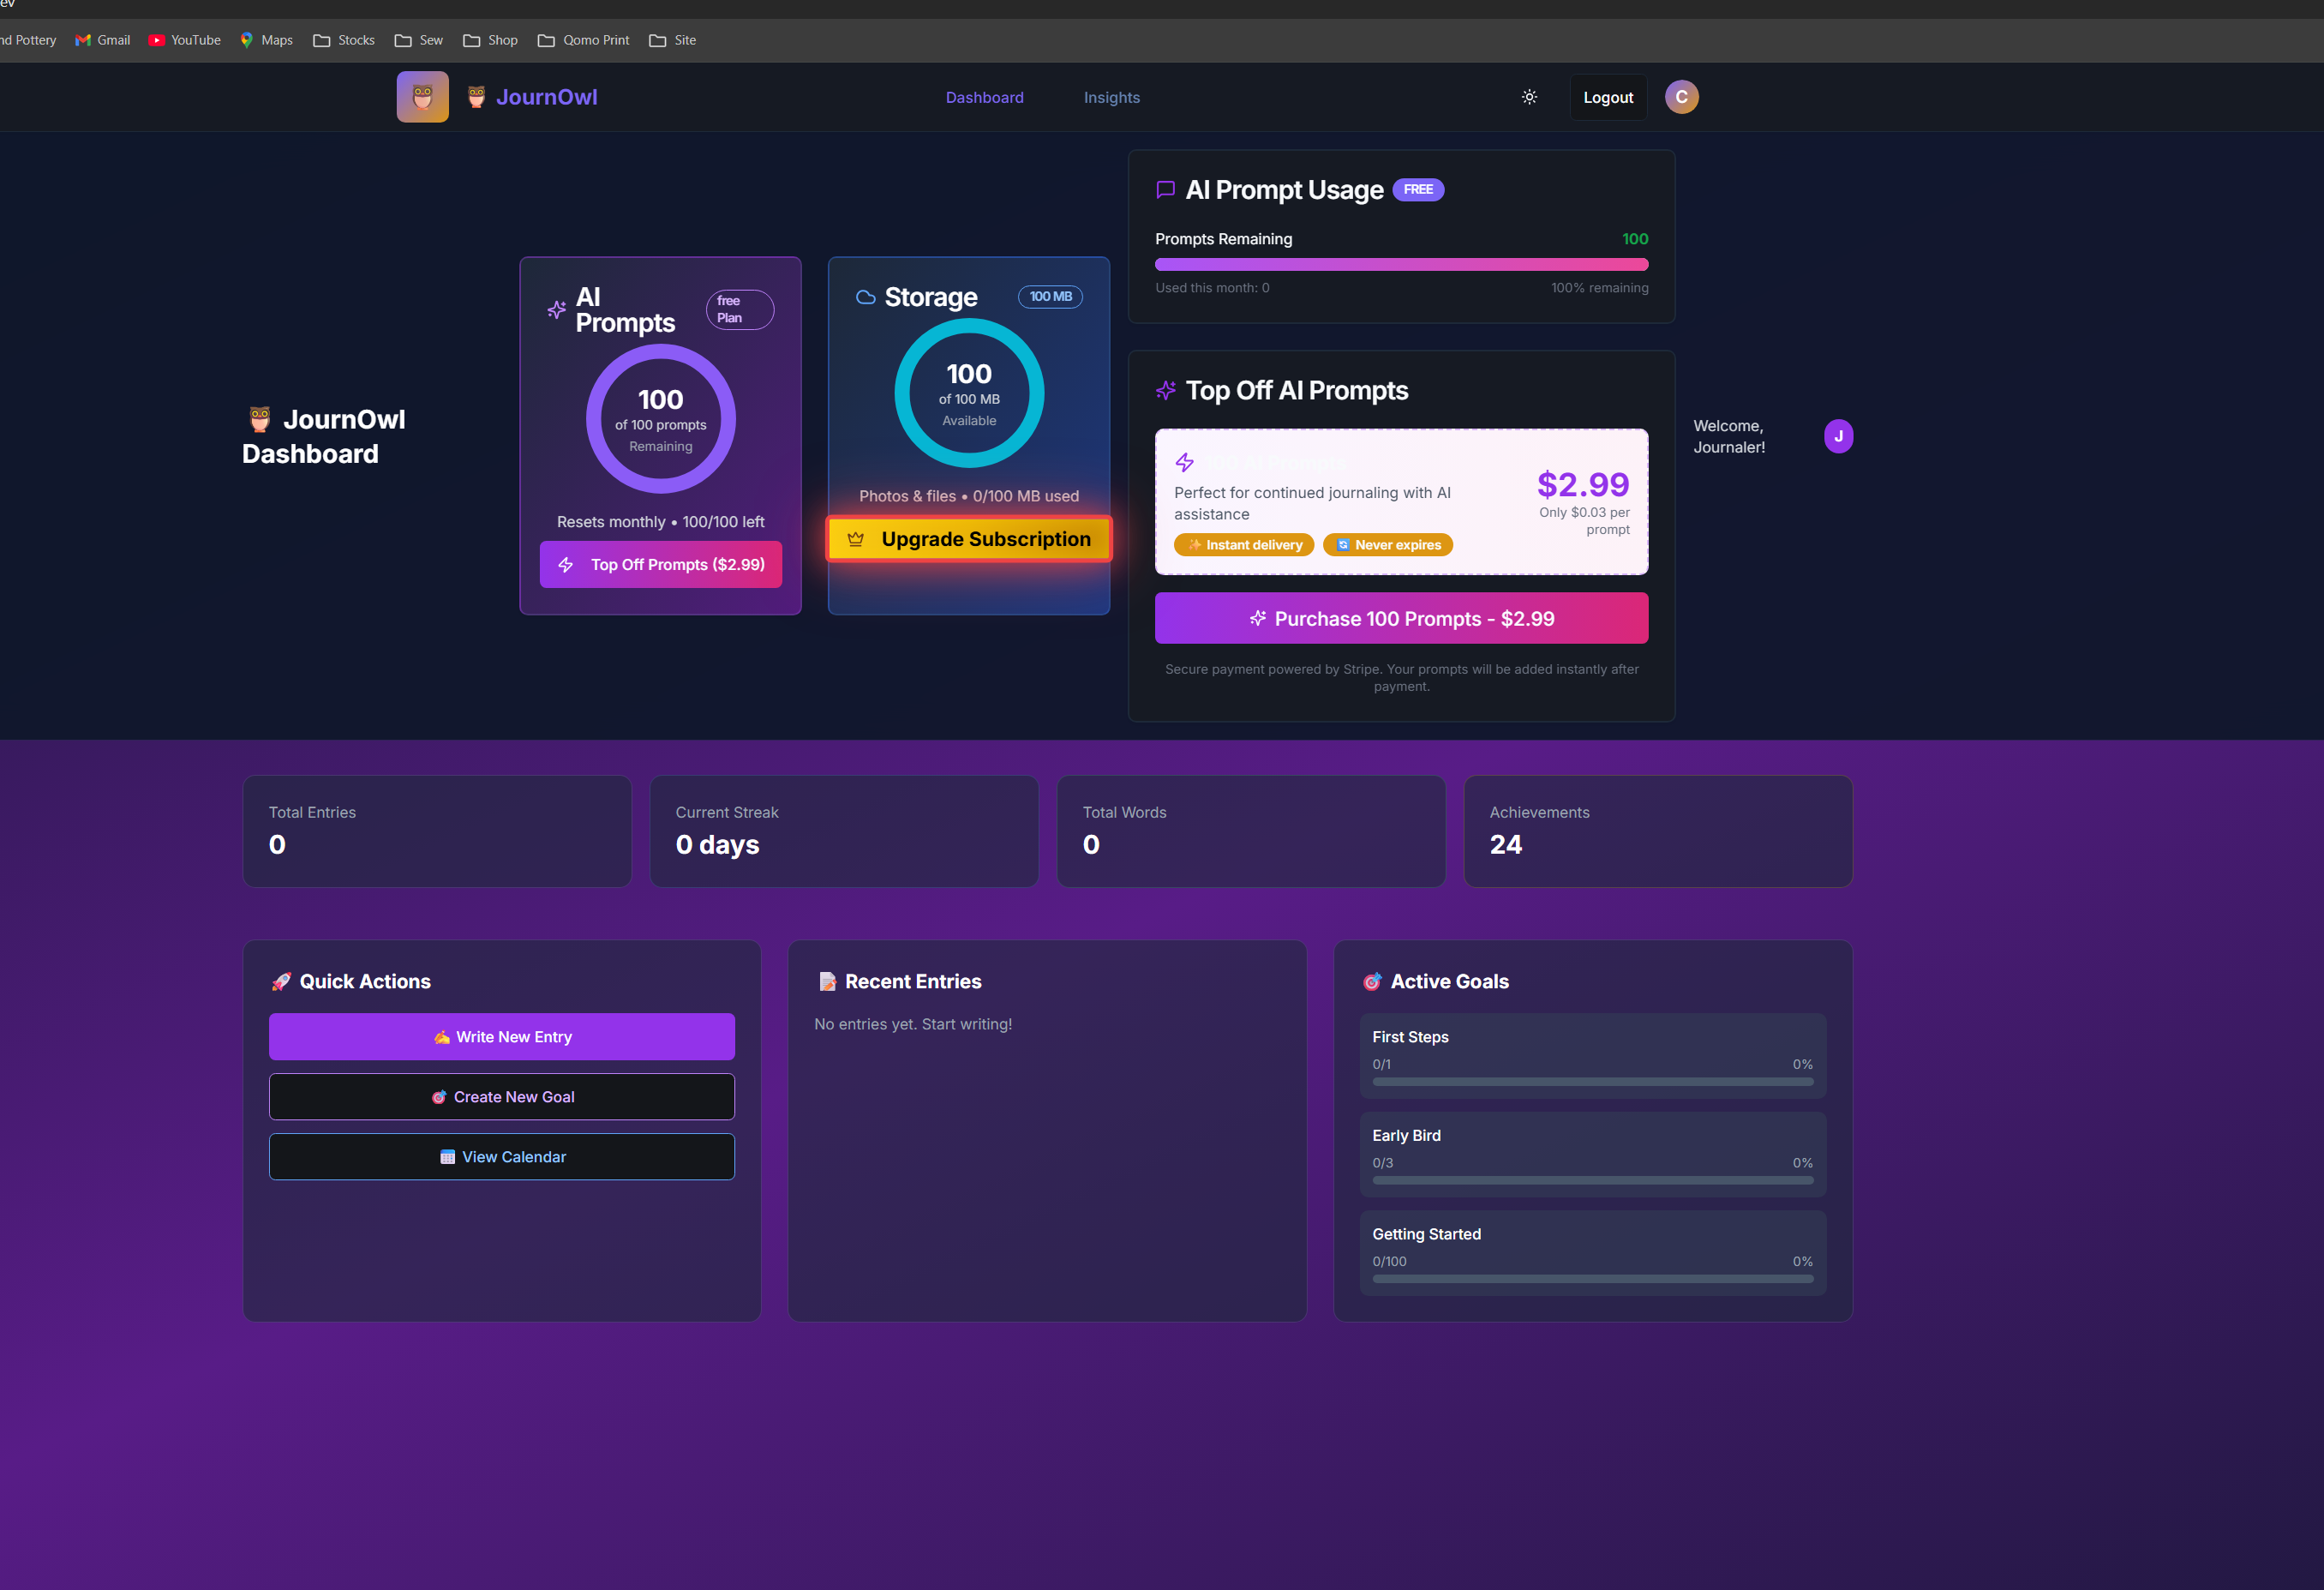 ev
nd Pottery
Gmail
YouTube
Maps
Stocks
Sew
Shop
Qomo Print
Site
JournOwl
Dashboard
Insights
Logout
C
JournOwl
Dashboard
AI
Prompts
free
Plan
100
of 100 prompts
Remaining
Resets monthly • 100/100 left
Top Off Prompts ($2.99)
Storage
100 MB
100
of 100 MB
Available
Photos & files • 0/100 MB used
Upgrade Subscription
AI Prompt Usage
FREE
Prompts Remaining
100
Used this month: 0
100% remaining
Top Off AI Prompts
100 AI Prompts
Perfect for continued journaling with AI
assistance
✨ Instant delivery
🔄 Never expires
$2.99
Only $0.03 per
prompt
Purchase 100 Prompts - $2.99
Secure payment powered by Stripe. Your prompts will be added instantly after
payment.
Welcome,
Journaler!
J
Total Entries
0
Current Streak
0 days
Total Words
0
Achievements
24
Quick Actions
Write New Entry
Create New Goal
View Calendar
Recent Entries
No entries yet. Start writing!
Active Goals
First Steps
0/1
0%
Early Bird
0/3
0%
Getting Started
0/100
0%